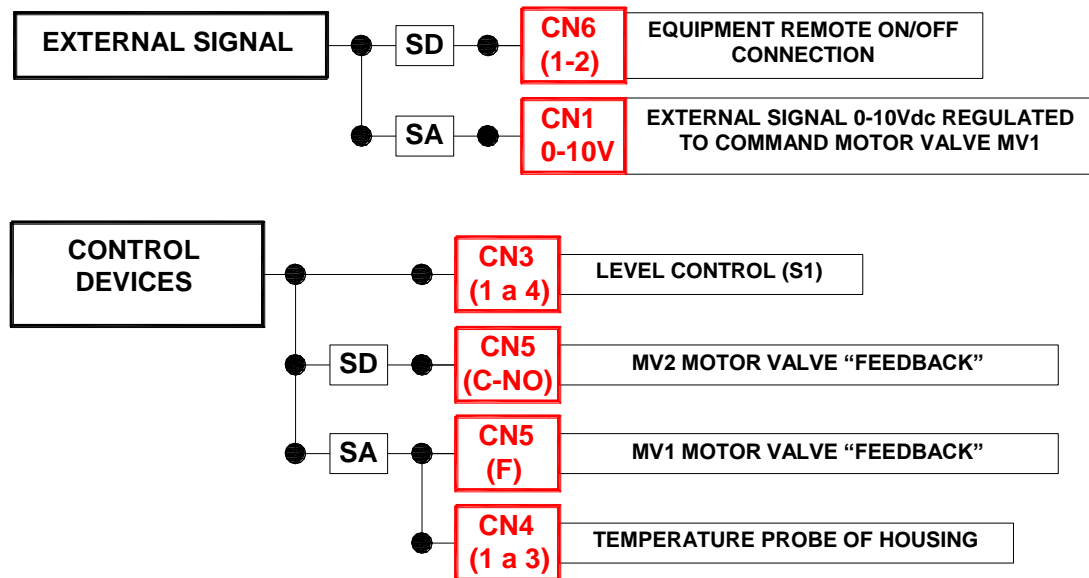 EXTERNAL SIGNAL
SD
CN6
(1-2)
EQUIPMENT REMOTE ON/OFF
CONNECTION
SA
CN1
0-10V
EXTERNAL SIGNAL 0-10Vdc REGULATED
TO COMMAND MOTOR VALVE MV1
CONTROL
DEVICES
CN3
(1 a 4)
LEVEL CONTROL (S1)
SD
CN5
(C-NO)
MV2 MOTOR VALVE “FEEDBACK”
SA
CN5
(F)
MV1 MOTOR VALVE “FEEDBACK”
CN4
(1 a 3)
TEMPERATURE PROBE OF HOUSING